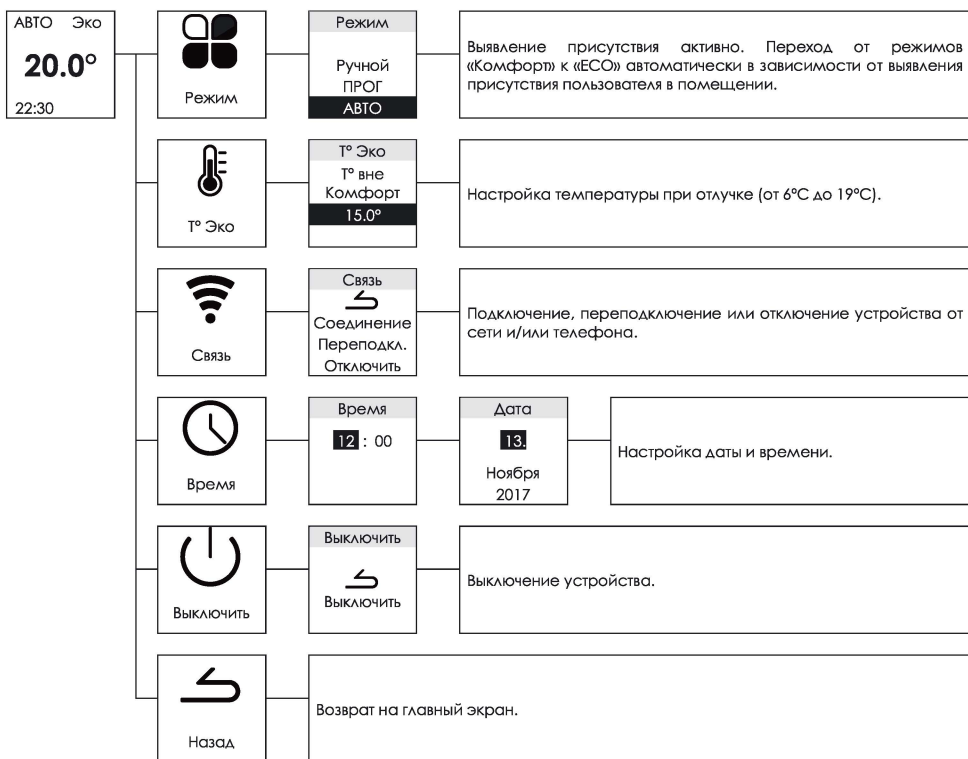 АВТО Эко
20.0°
22:30
Режим
Режим
Ручной
ПРОГ
АВТО
Выявление присутствия активно. Переход от режимов
«Комфорт» к «ECO» автоматически в зависимости от выявления
присутствия пользователя в помещении.
Т° Эко
Т° Эко
Т° вне
Комфорт
15.0°
Настройка температуры при отлучке (от 6°С до 19°С).
Связь
Связь
Соединение
Переподкл.
Отключить
Подключение, переподключение или отключение устройства от
сети и/или телефона.
Время
Время
12 : 00
Дата
13.
Ноября
2017
Настройка даты и времени.
Выключить
Выключить
Выключить
Выключение устройства.
Назад
Возврат на главный экран.